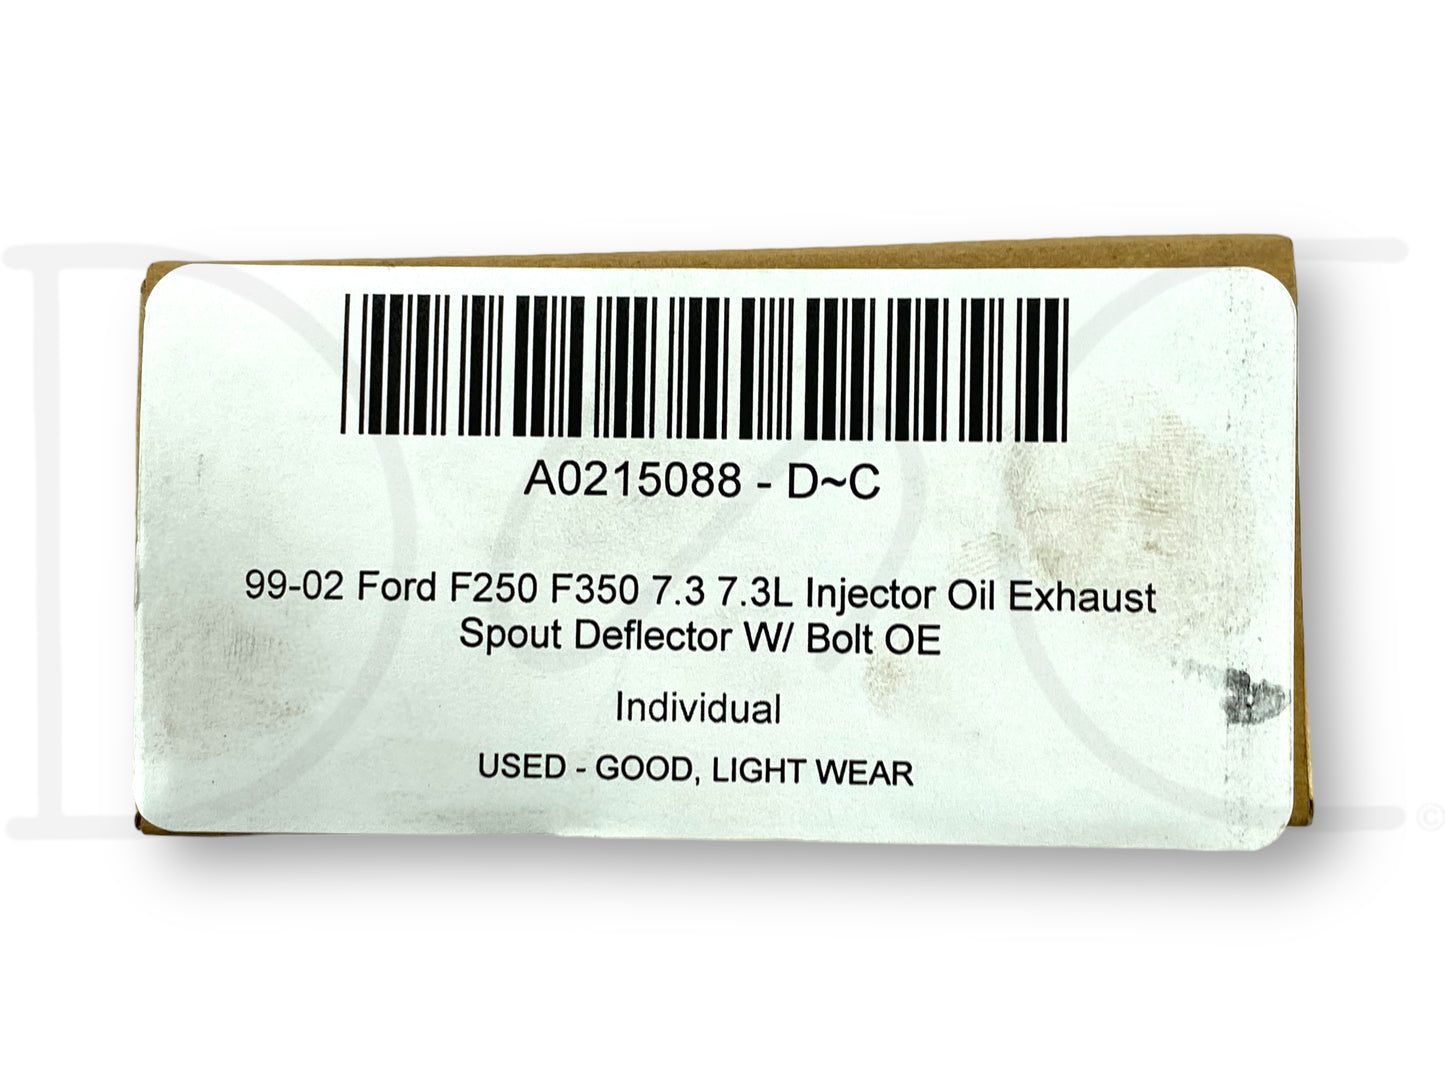 A0215088 - D~C
99-02 Ford F250 F350 7.3 7.3L Injector Oil Exhaust
Spout Deflector W/ Bolt OE
Individual
USED - GOOD, LIGHT WEAR
©